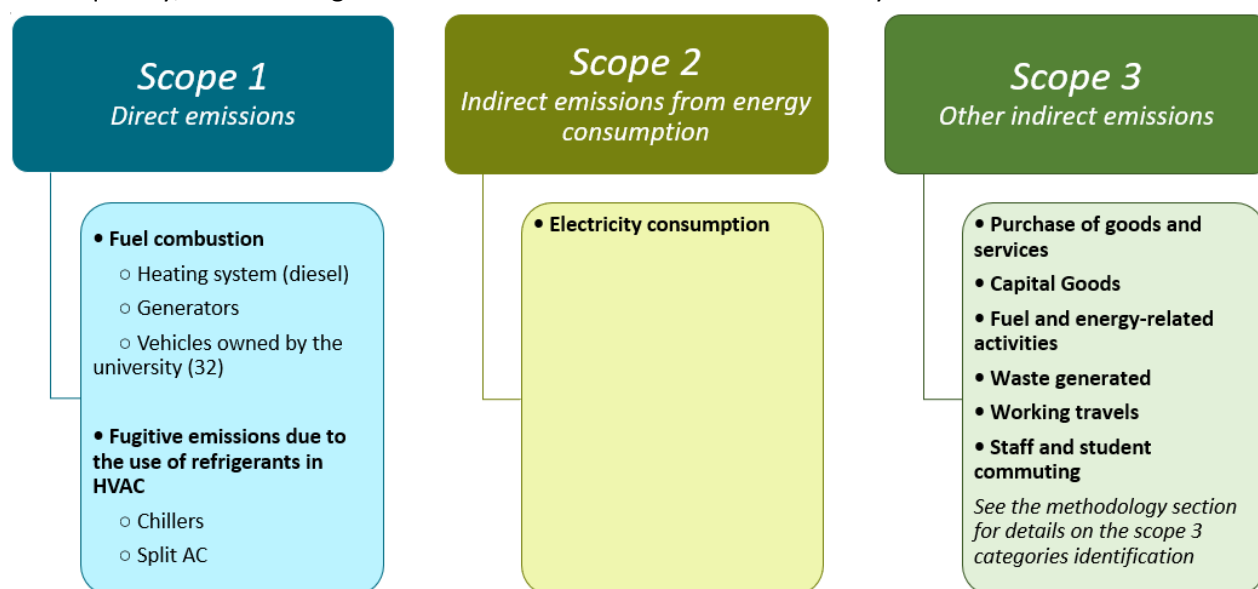 Scope 1
Direct emissions
• Fuel combustion
○ Heating system (diesel)
○ Generators
○ Vehicles owned by the
university (32)
• Fugitive emissions due to
the use of refrigerants in
HVAC
○ Chillers
○ Split AC
Scope 2
Indirect emissions from energy
consumption
• Electricity consumption
Scope 3
Other indirect emissions
• Purchase of goods and
services
• Capital Goods
• Fuel and energy-related
activities
• Waste generated
• Working travels
• Staff and student
commuting
See the methodology section
for details on the scope 3
categories identification